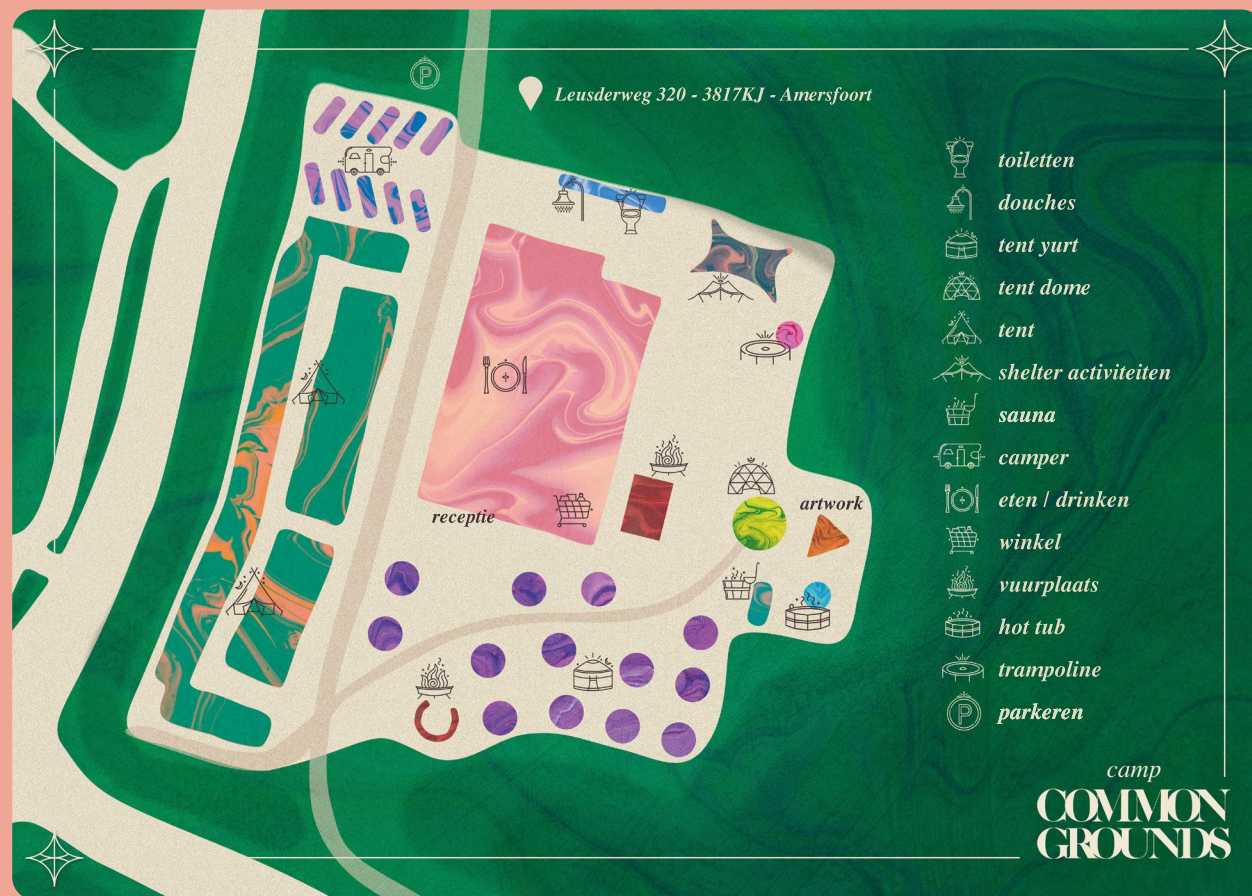 P
Leusderweg 320 - 3817KJ - Amersfoort
toiletten
douches
tent yurt
tent dome
tent
shelter activiteiten
sauna
camper
eten / drinken
winkel
vuurplaats
hot tub
trampoline
P parkeren
receptie
artwork
camp
COMMON
GROUNDS